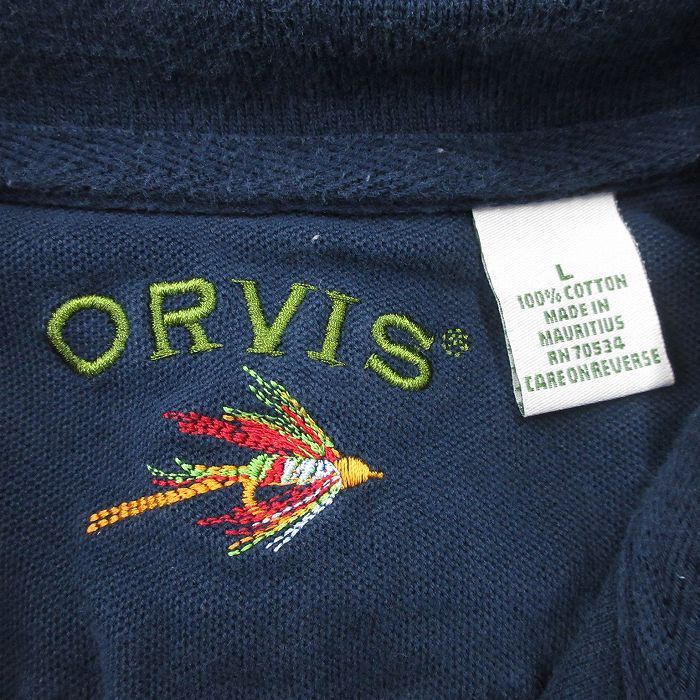 ORVIS®
L
100% COTTON
MADE IN
MAURITIUS
RN 70534
CARE ON REVERSE